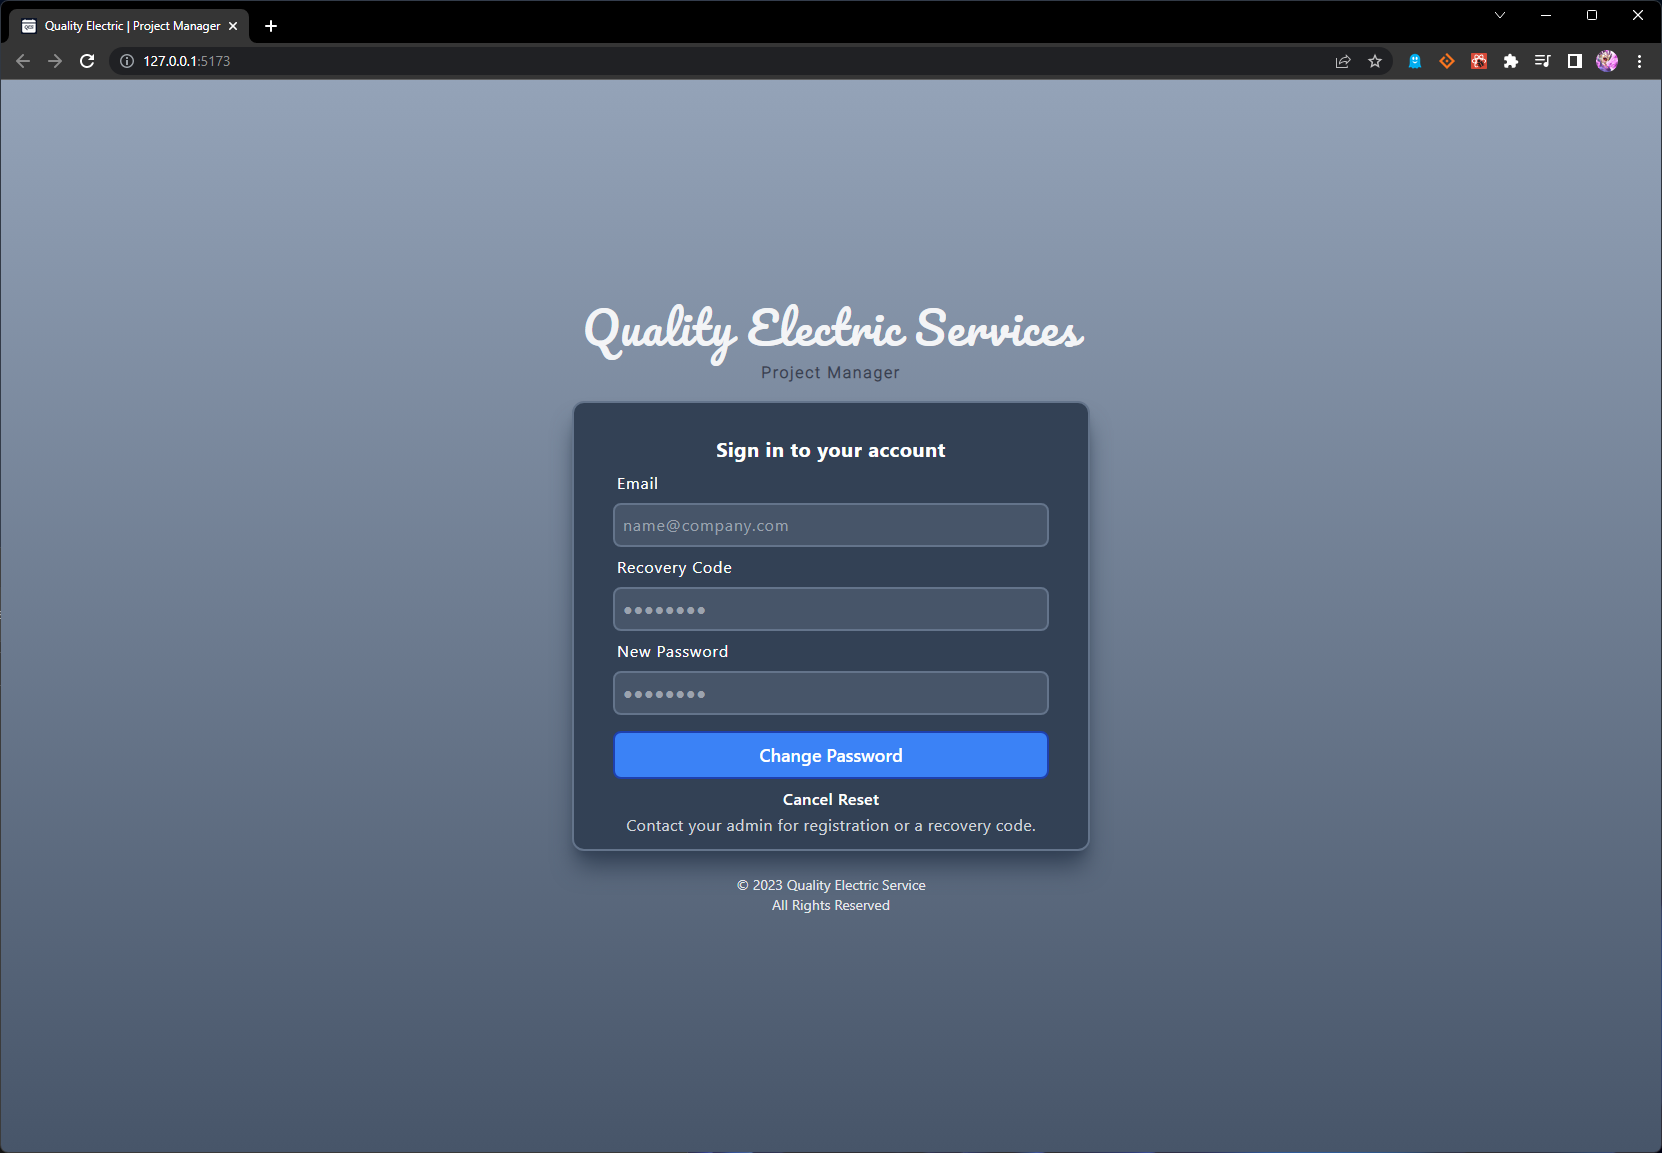 Quality Electric | Project Manager
127.0.0.1:5173
Quality Electric Services
Project Manager
Sign in to your account
Email
name@company.com
Recovery Code
●●●●●●●●
New Password
●●●●●●●●
Change Password
Cancel Reset
Contact your admin for registration or a recovery code.
© 2023 Quality Electric Service
All Rights Reserved